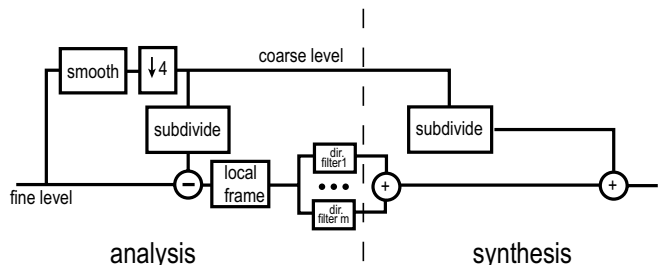 smooth
↓4
coarse level
subdivide
subdivide
dir.
filter1
fine level
−
local
frame
•••
+
+
dir.
filter m
analysis
synthesis